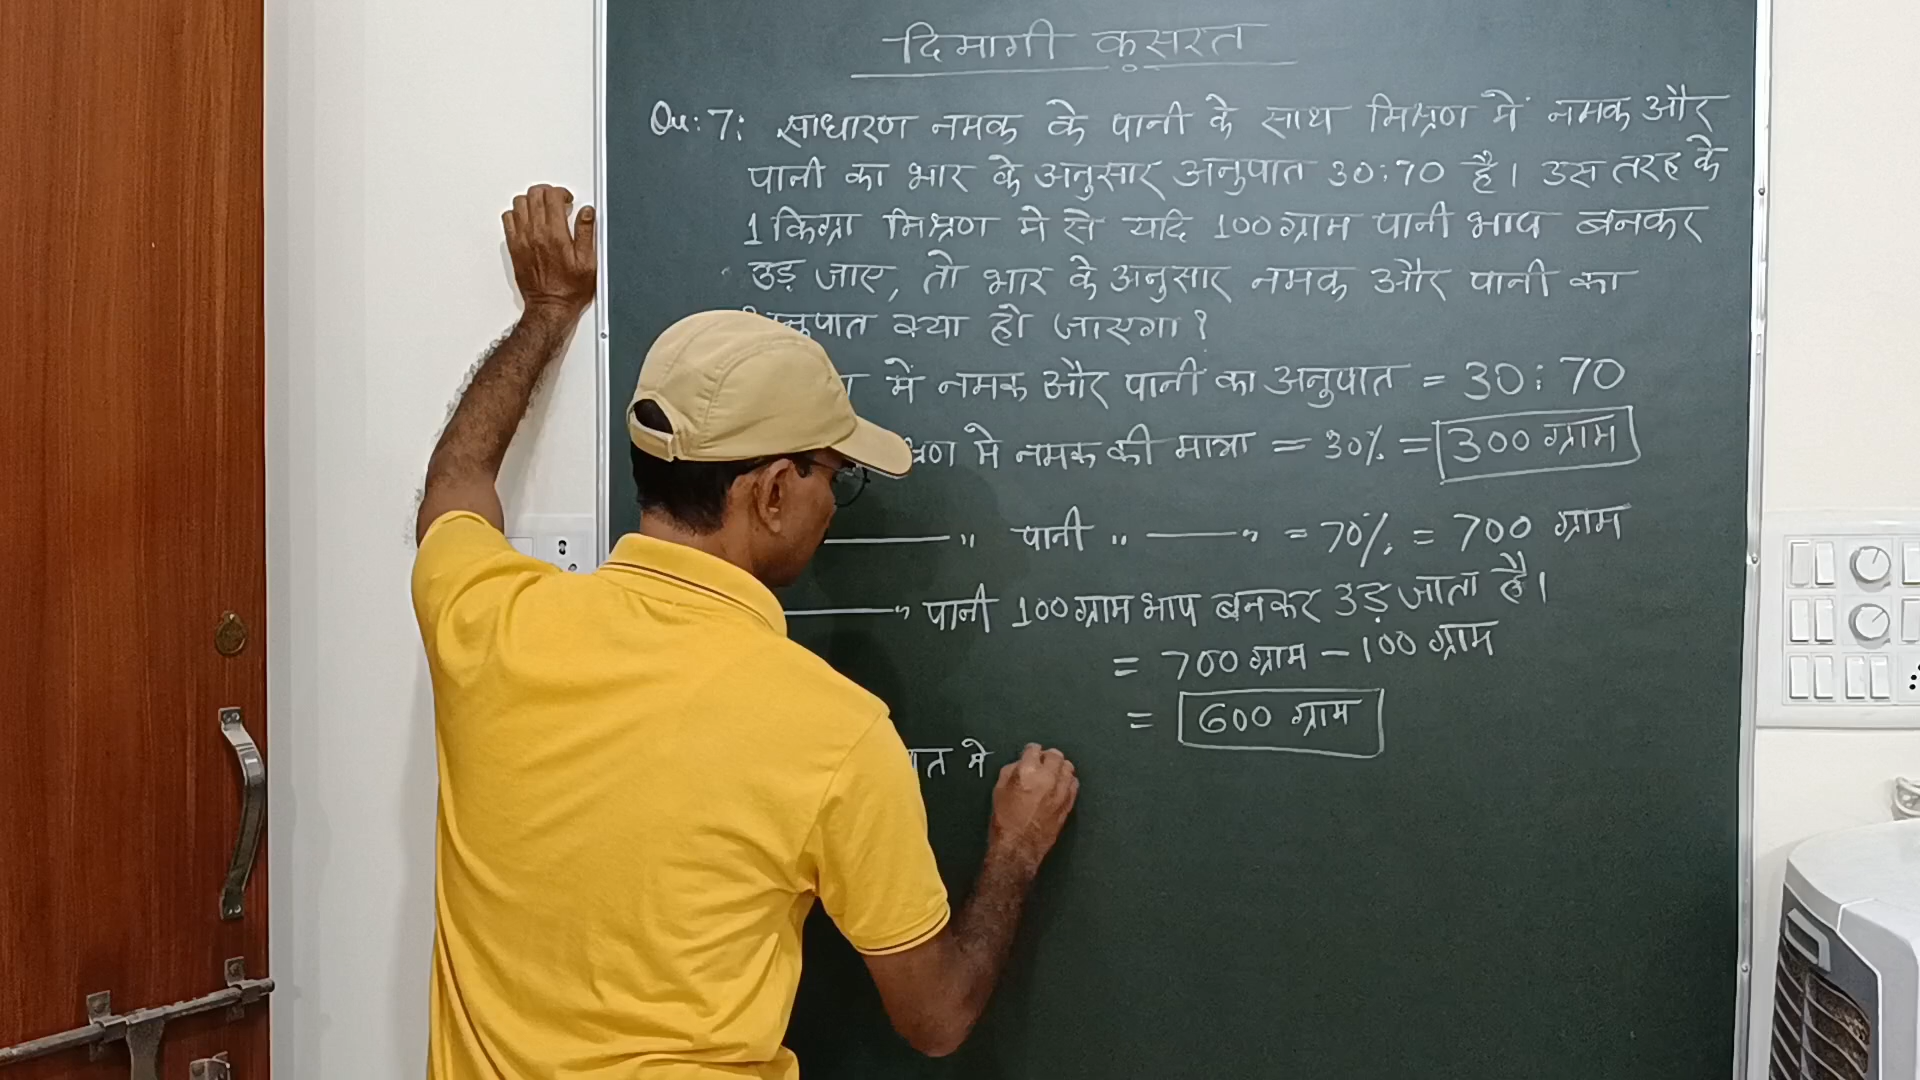 दिमागी कसरत
Qu: 7: साधारण नमक के पानी के साथ मिश्रण में नमक और
पानी का भार के अनुसार अनुपात 30:70 है। उस तरह के
1 किग्रा मिश्रण मे से यदि 100 ग्राम पानी भाप बनकर
उड़ जाए, तो भार के अनुसार नमक और पानी का
क्या हो जाएगा?
में नमक और पानी का अनुपात = 30:70
मे नमक की मात्रा = 30% = 300 ग्राम
" पानी " — " = 70% = 700 ग्राम
" पानी 100 ग्राम भाप बनकर उड़ जाता है।
= 700 ग्राम - 100 ग्राम
= 600 ग्राम
मे